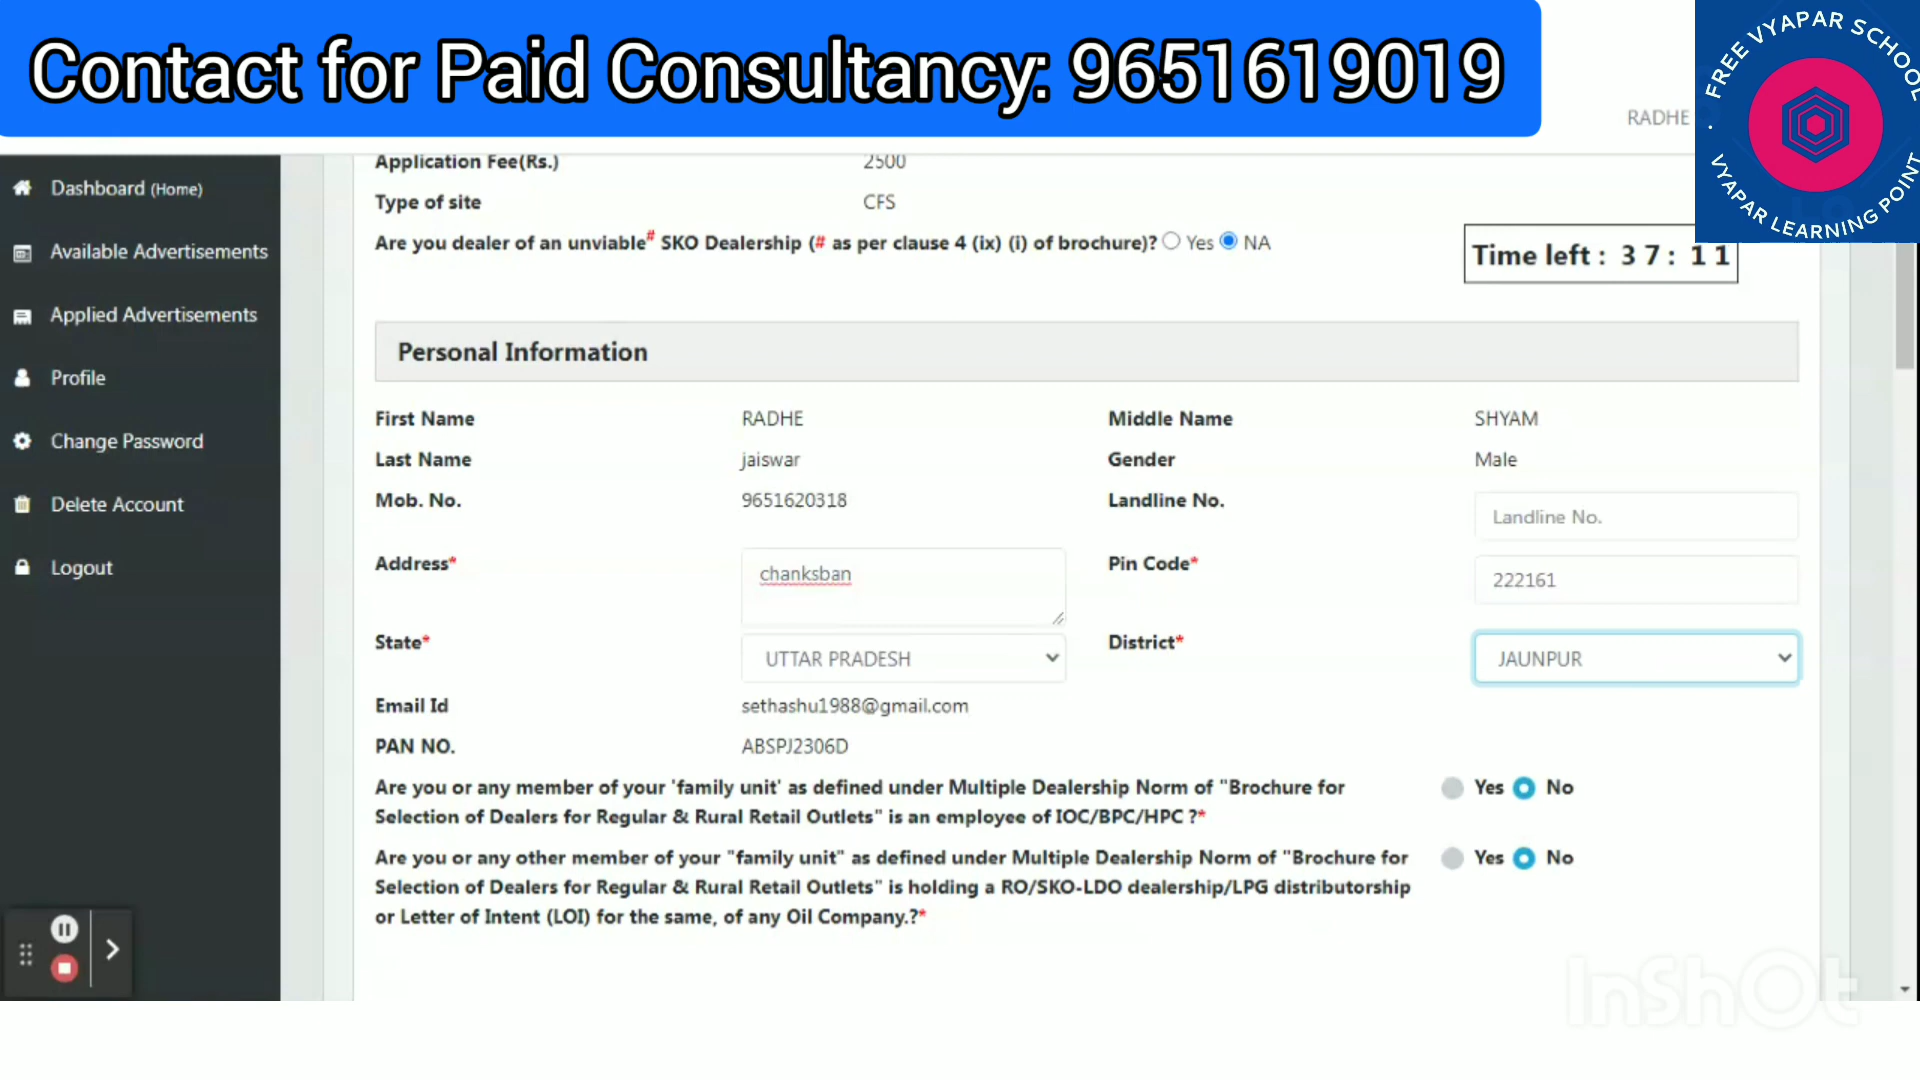 Contact for Paid Consultancy: 9651619019
FREE VYAPAR SCHOOL
VYAPAR LEARNING POINT
RADHE
Application Fee(Rs.) 2500
Type of site CFS
Are you dealer of an unviable# SKO Dealership (# as per clause 4 (ix) (i) of brochure)? Yes NA
Time left : 3 7 : 1 1
Dashboard (Home)
Available Advertisements
Applied Advertisements
Profile
Change Password
Delete Account
Logout
Personal Information
First Name RADHE Middle Name SHYAM
Last Name jaiswar Gender Male
Mob. No. 9651620318 Landline No. Landline No.
Address* chanksban Pin Code* 222161
State* UTTAR PRADESH District* JAUNPUR
Email Id sethashu1988@gmail.com
PAN NO. ABSPJ2306D
Are you or any member of your 'family unit' as defined under Multiple Dealership Norm of "Brochure for Yes No
Selection of Dealers for Regular & Rural Retail Outlets" is an employee of IOC/BPC/HPC ?*
Are you or any other member of your "family unit" as defined under Multiple Dealership Norm of "Brochure for Yes No
Selection of Dealers for Regular & Rural Retail Outlets" is holding a RO/SKO-LDO dealership/LPG distributorship
or Letter of Intent (LOI) for the same, of any Oil Company.?*
InShOt